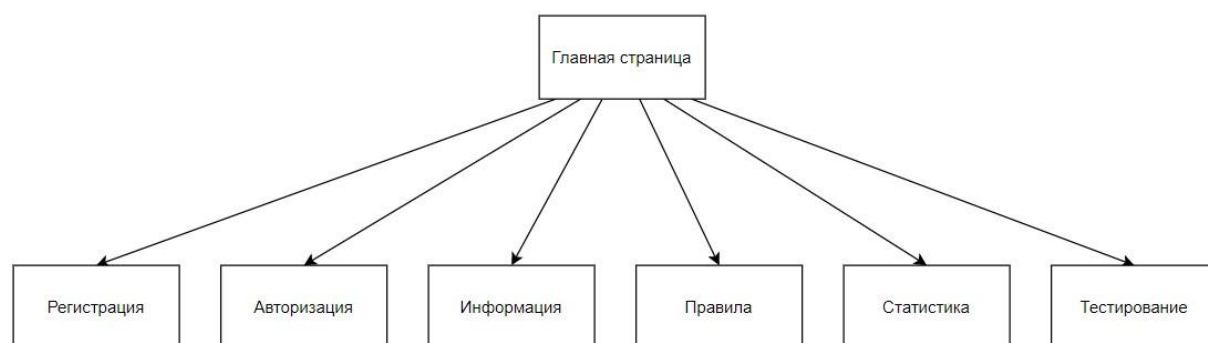 Главная страница
Регистрация
Авторизация
Информация
Правила
Статистика
Тестирование